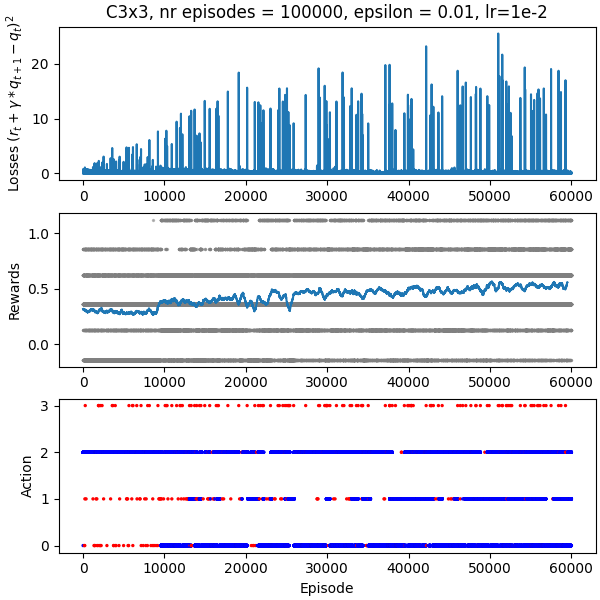 C3x3, nr episodes = 100000, epsilon = 0.01, lr=1e-2
Losses $(r_t + \gamma * q_{t+1} - q_t)^2$
20
10
0
0 10000 20000 30000 40000 50000 60000
Rewards
1.0
0.5
0.0
0 10000 20000 30000 40000 50000 60000
Action
3
2
1
0
0 10000 20000 30000 40000 50000 60000
Episode